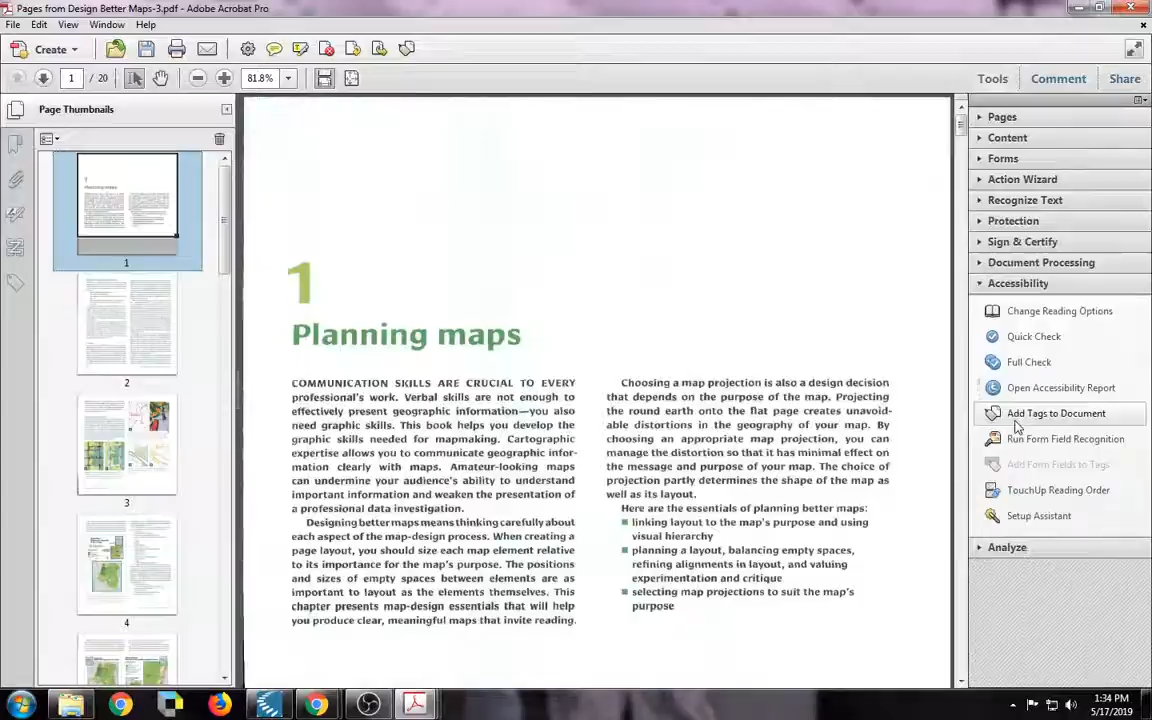 Pages from Design Better Maps-3.pdf - Adobe Acrobat Pro
File Edit View Window Help
Create
1 / 20
81.8%
Tools Comment Share
Page Thumbnails
1
2
3
4
1
Planning maps
COMMUNICATION SKILLS ARE CRUCIAL TO EVERY
professional's work. Verbal skills are not enough to
effectively present geographic information—you also
need graphic skills. This book helps you develop the
graphic skills needed for mapmaking. Cartographic
expertise allows you to communicate geographic infor-
mation clearly with maps. Amateur-looking maps
can undermine your audience's ability to understand
important information and weaken the presentation of
a professional data investigation.
Designing better maps means thinking carefully about
each aspect of the map-design process. When creating a
page layout, you should size each map element relative
to its importance for the map's purpose. The positions
and sizes of empty spaces between elements are as
important to layout as the elements themselves. This
chapter presents map-design essentials that will help
you produce clear, meaningful maps that invite reading.
Choosing a map projection is also a design decision
that depends on the purpose of the map. Projecting
the round earth onto the flat page creates unavoid-
able distortions in the geography of your map. By
choosing an appropriate map projection, you can
manage the distortion so that it has minimal effect on
the message and purpose of your map. The choice of
projection partly determines the shape of the map as
well as its layout.
Here are the essentials of planning better maps:
linking layout to the map's purpose and using
visual hierarchy
planning a layout, balancing empty spaces,
refining alignments in layout, and valuing
experimentation and critique
selecting map projections to suit the map's
purpose
Pages
Content
Forms
Action Wizard
Recognize Text
Protection
Sign & Certify
Document Processing
Accessibility
Change Reading Options
Quick Check
Full Check
Open Accessibility Report
Add Tags to Document
Run Form Field Recognition
Add Form Fields to Tags
TouchUp Reading Order
Setup Assistant
Analyze
1:34 PM
5/17/2019